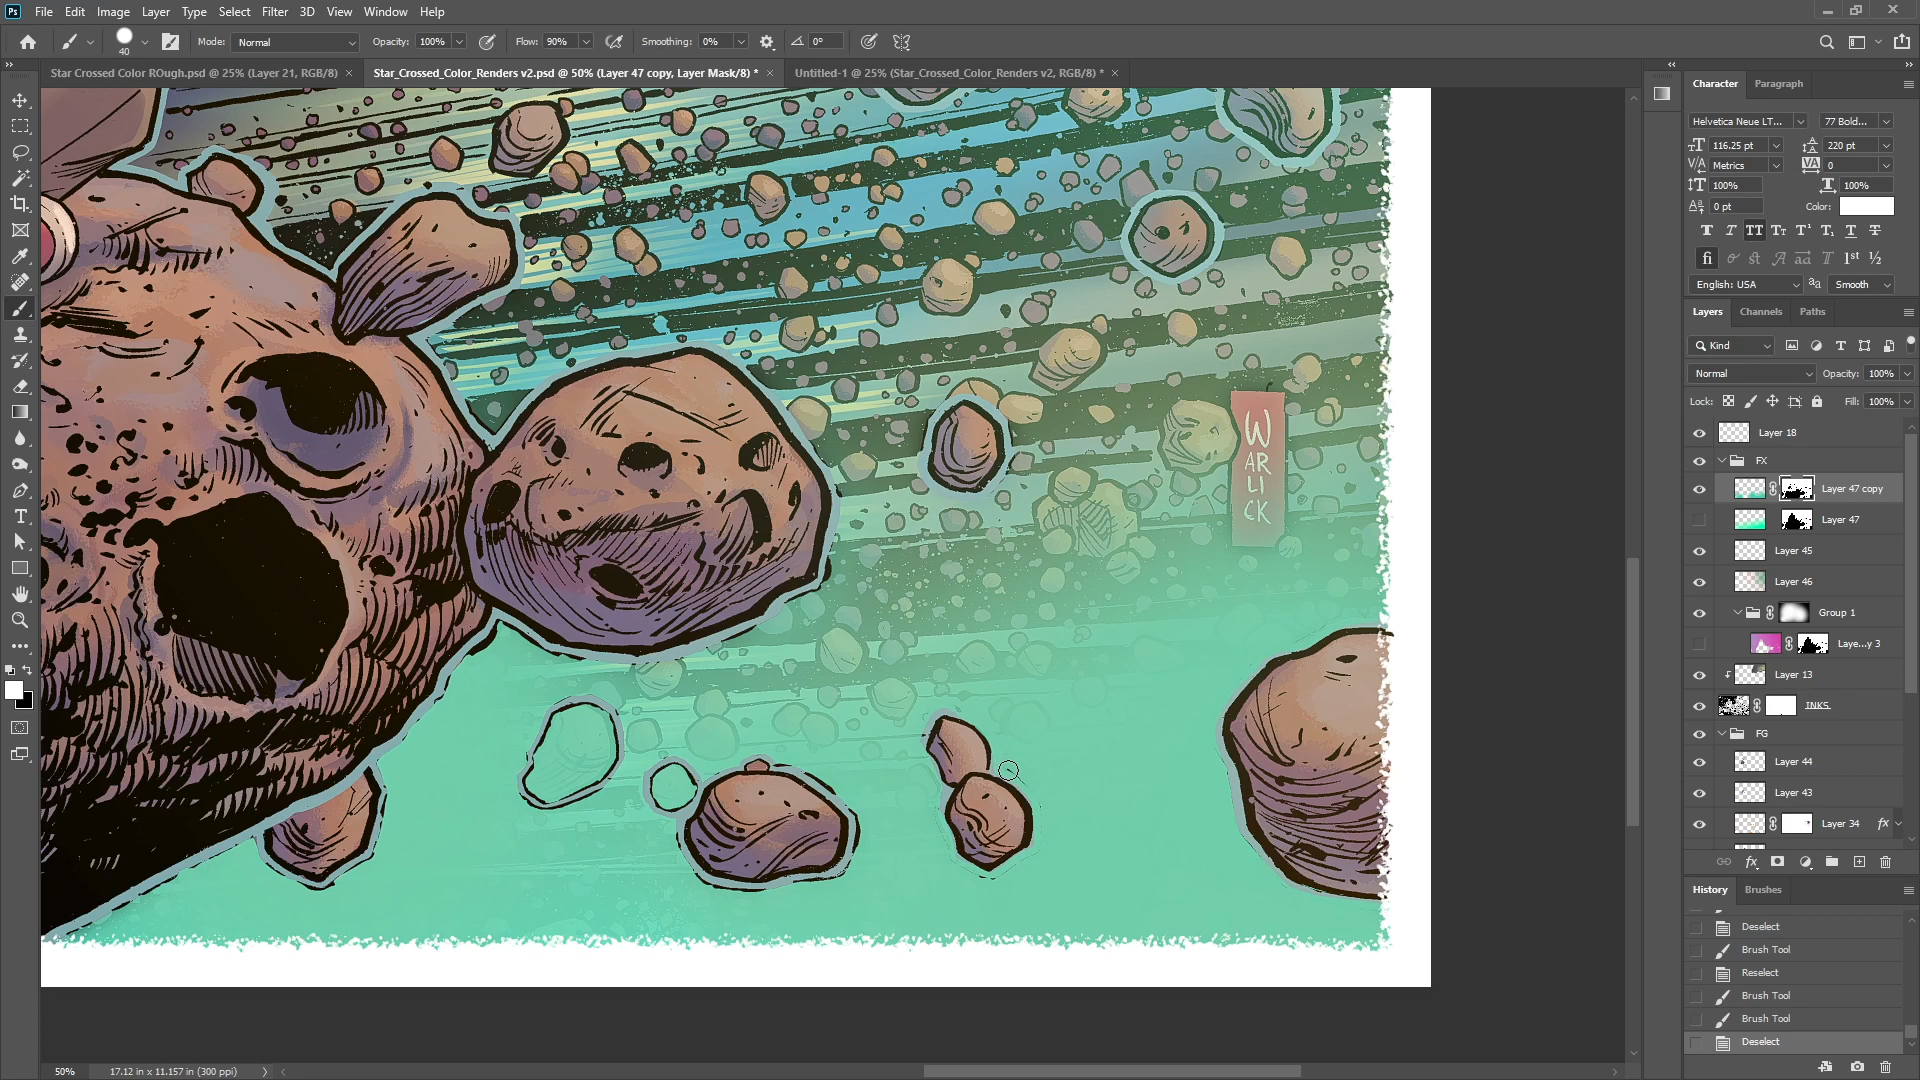 Ps File Edit Image Layer Type Select Filter 3D View Window Help
40 Mode: Normal Opacity: 100% Flow: 90% Smoothing: 0% 0°
Star Crossed Color ROugh.psd @ 25% (Layer 21, RGB/8) × Star_Crossed_Color_Renders v2.psd @ 50% (Layer 47 copy, Layer Mask/8) * × Untitled-1 @ 25% (Star_Crossed_Color_Renders v2, RGB/8) * ×
Character Paragraph
Helvetica Neue LT... 77 Bold...
116.25 pt 220 pt
Metrics 0
100% 100%
0 pt Color:
English: USA Smooth
Layers Channels Paths
Kind
Normal Opacity: 100%
Lock: Fill: 100%
Layer 18
FX
Layer 47 copy
Layer 47
Layer 45
Layer 46
Group 1
Laye...y 3
Layer 13
INKS
FG
Layer 44
Layer 43
Layer 34 fx
History Brushes
Deselect
Brush Tool
Reselect
Brush Tool
Brush Tool
Deselect
W
AR
LI
CK
50% 17.12 in x 11.157 in (300 ppi)